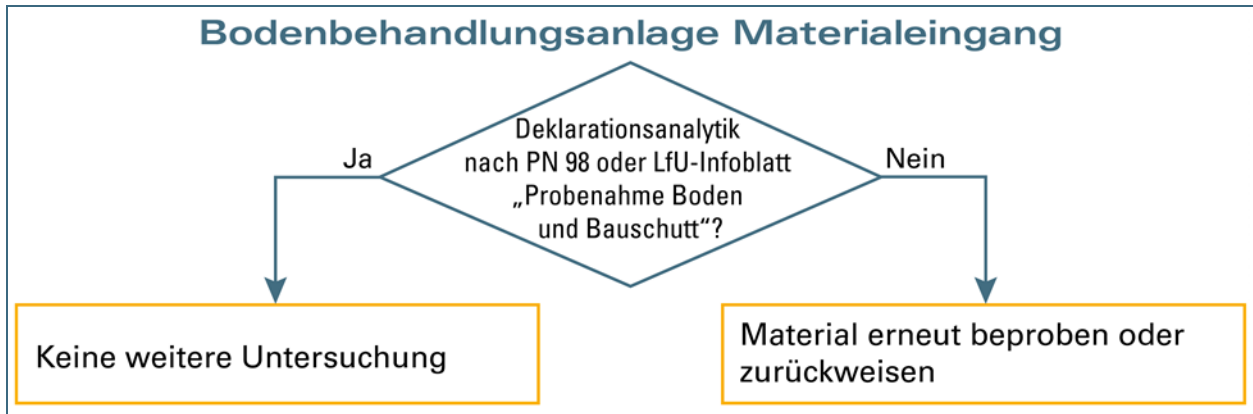 Bodenbehandlungsanlage Materialeingang
Deklarationsanalytik
nach PN 98 oder LfU-Infoblatt
„Probenahme Boden
und Bauschutt“?
Ja
Nein
Keine weitere Untersuchung
Material erneut beproben oder
zurückweisen